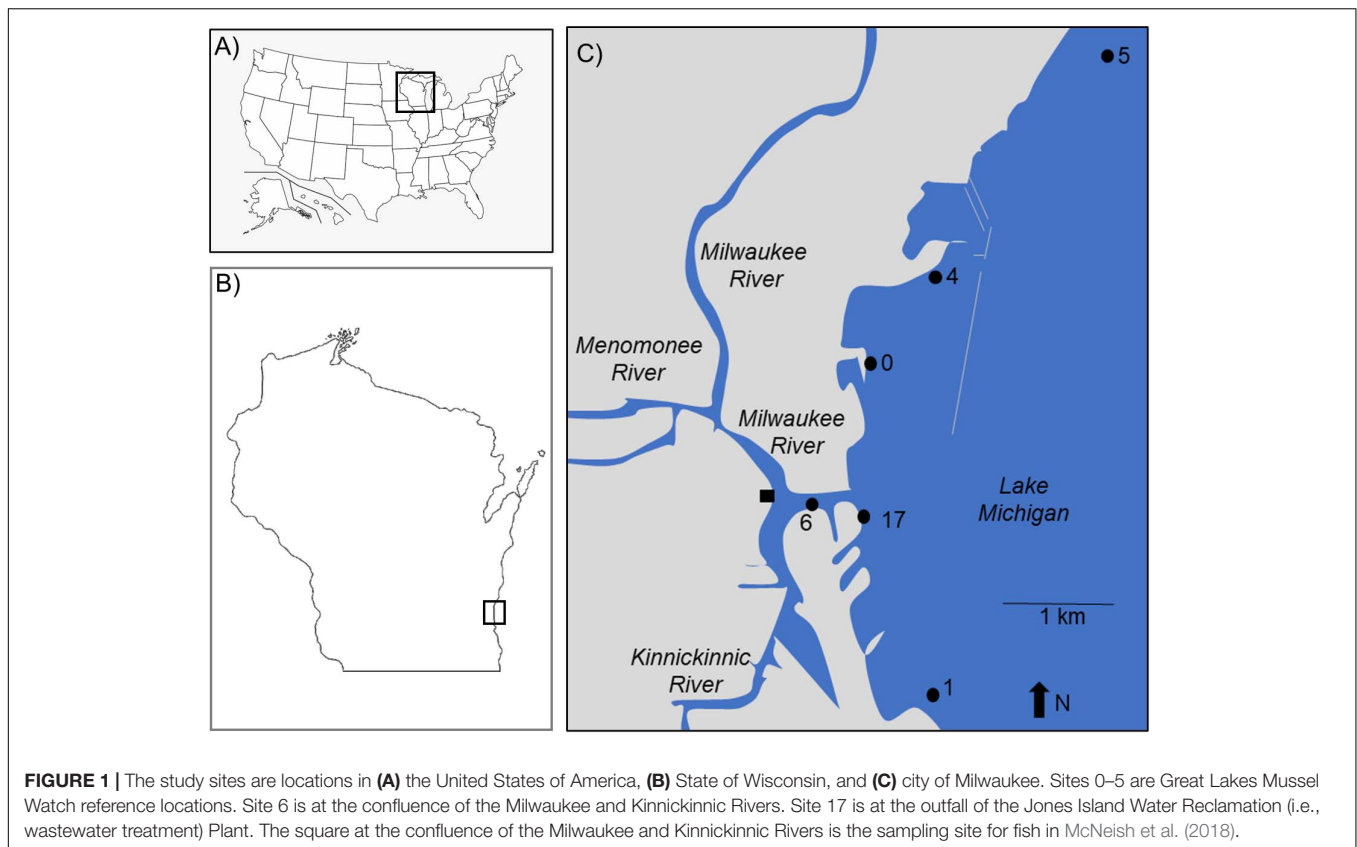 A)
B)
C)
5
Milwaukee
River
4
Menomonee
River
0
Milwaukee
River
Lake
Michigan
6
17
1 km
Kinnickinnic
River
1
N
FIGURE 1 | The study sites are locations in (A) the United States of America, (B) State of Wisconsin, and (C) city of Milwaukee. Sites 0–5 are Great Lakes Mussel
Watch reference locations. Site 6 is at the confluence of the Milwaukee and Kinnickinnic Rivers. Site 17 is at the outfall of the Jones Island Water Reclamation (i.e.,
wastewater treatment) Plant. The square at the confluence of the Milwaukee and Kinnickinnic Rivers is the sampling site for fish in McNeish et al. (2018).